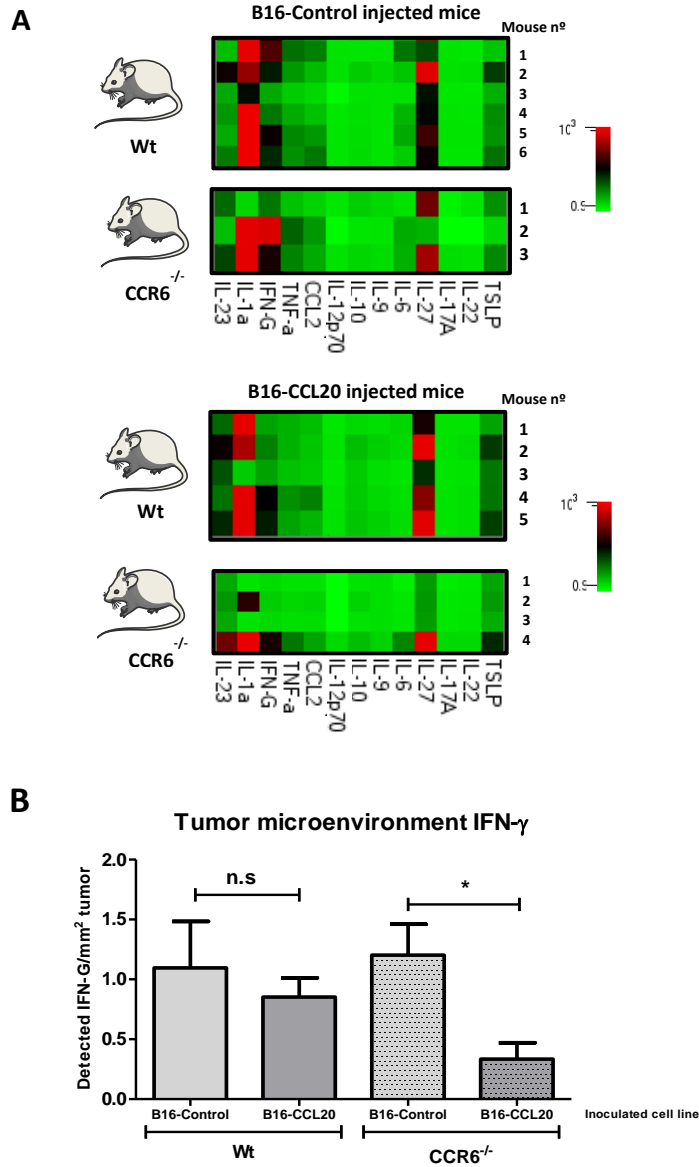 A
B16-Control injected mice
Mouse nº
1
2
3
4
5
6
Wt
10³
0.9
1
2
3
CCR6-/-
IL-23
IL-1a
IFN-G
TNF-a
CCL2
IL-12p70
IL-10
IL-9
IL-6
IL-27
IL-17A
IL-22
TSLP
B16-CCL20 injected mice
Mouse nº
1
2
3
4
5
Wt
10³
0.9
1
2
3
4
CCR6-/-
IL-23
IL-1a
IFN-G
TNF-a
CCL2
IL-12p70
IL-10
IL-9
IL-6
IL-27
IL-17A
IL-22
TSLP
B
Tumor microenvironment IFN-γ
Detected IFN-G/mm² tumor
2.0
1.5
1.0
0.5
0.0
n.s
*
B16-Control B16-CCL20 B16-Control B16-CCL20 Inoculated cell line
Wt CCR6-/-